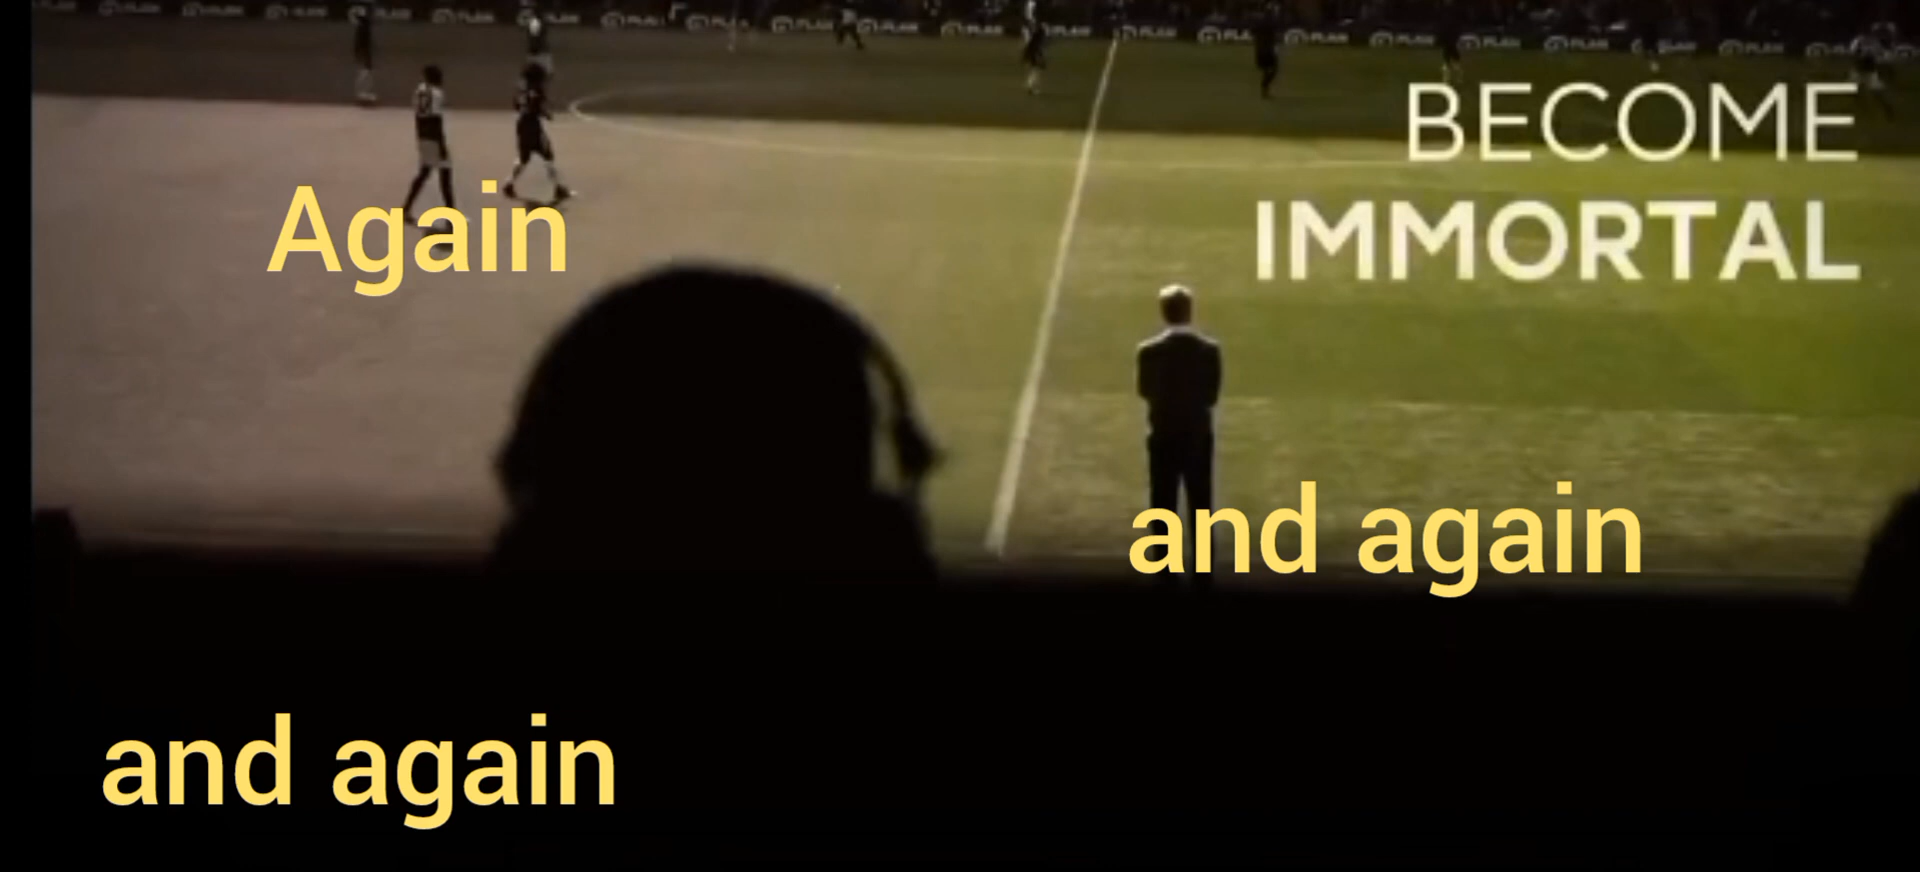 BECOME
IMMORTAL
Again
and again
and again